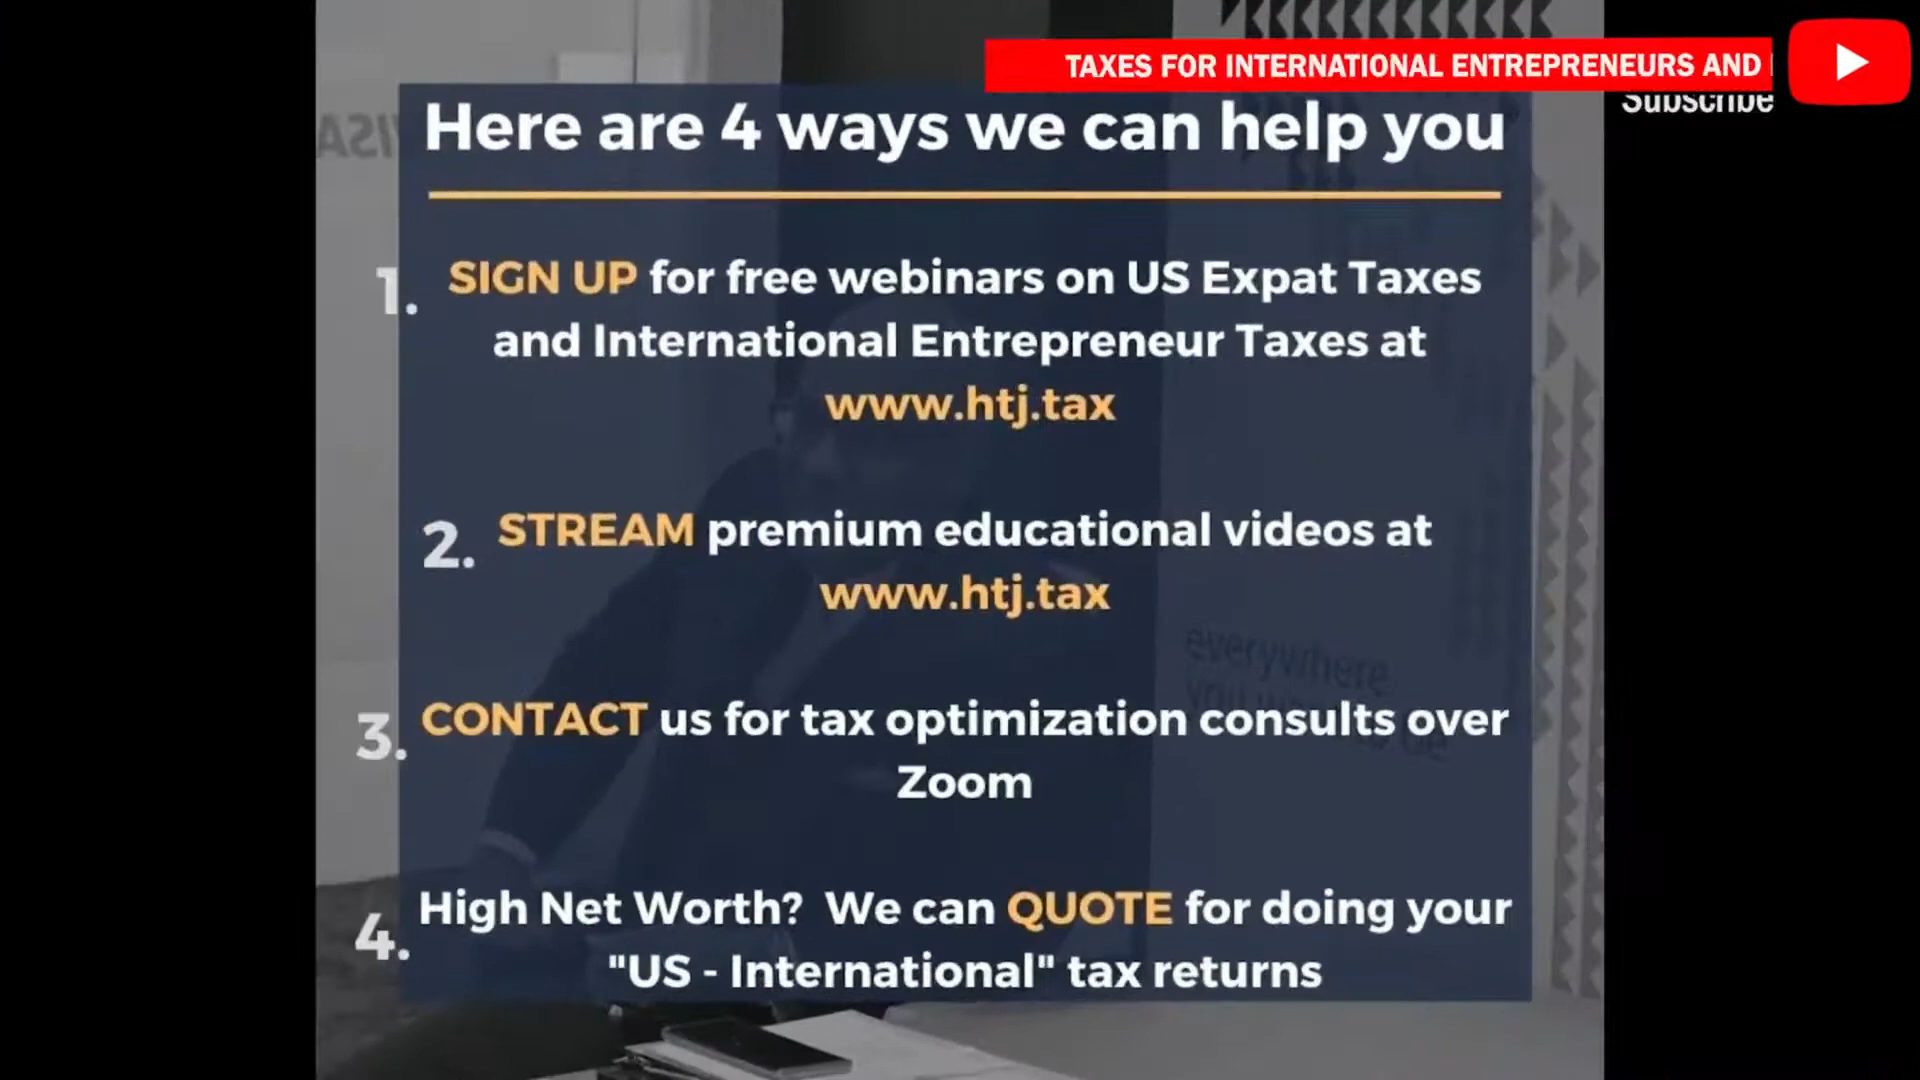 TAXES FOR INTERNATIONAL ENTREPRENEURS AND
Subscribe
Here are 4 ways we can help you
1. SIGN UP for free webinars on US Expat Taxes
and International Entrepreneur Taxes at
www.htj.tax
2. STREAM premium educational videos at
www.htj.tax
everywhere
3. CONTACT us for tax optimization consults over
Zoom
4. High Net Worth? We can QUOTE for doing your
"US - International" tax returns